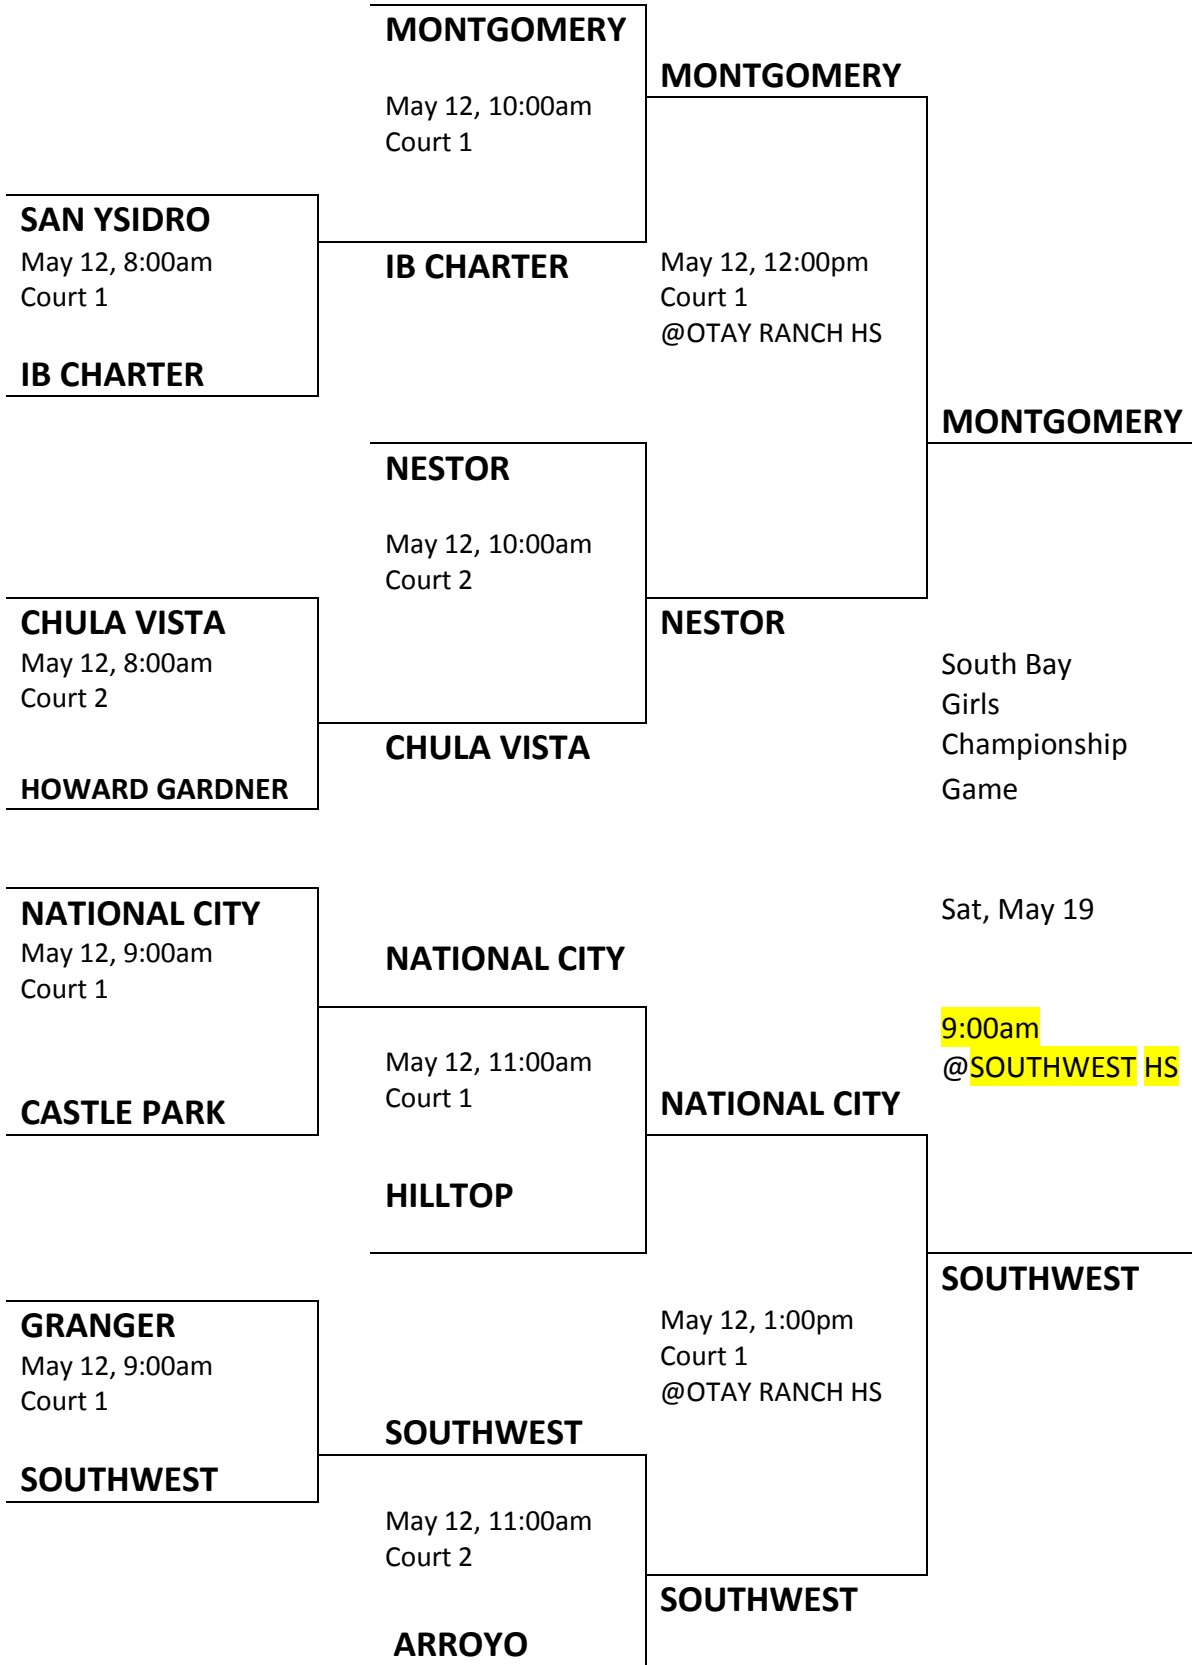 MONTGOMERY
May 12, 10:00am
Court 1
MONTGOMERY
SAN YSIDRO
May 12, 8:00am
Court 1
IB CHARTER
IB CHARTER
May 12, 12:00pm
Court 1
@OTAY RANCH HS
MONTGOMERY
NESTOR
May 12, 10:00am
Court 2
CHULA VISTA
May 12, 8:00am
Court 2
HOWARD GARDNER
CHULA VISTA
NESTOR
South Bay
Girls
Championship
Game
Sat, May 19
9:00am
@SOUTHWEST HS
NATIONAL CITY
May 12, 9:00am
Court 1
CASTLE PARK
NATIONAL CITY
May 12, 11:00am
Court 1
HILLTOP
NATIONAL CITY
May 12, 1:00pm
Court 1
@OTAY RANCH HS
SOUTHWEST
GRANGER
May 12, 9:00am
Court 1
SOUTHWEST
SOUTHWEST
May 12, 11:00am
Court 2
ARROYO
SOUTHWEST